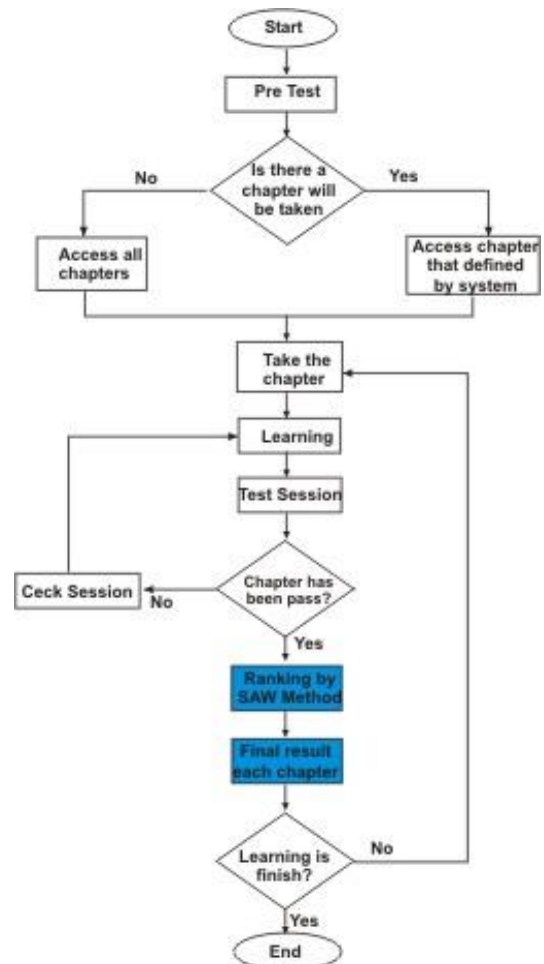 Start
Pre Test
Is there a
chapter will
be taken
No
Yes
Access all
chapters
Access chapter
that defined
by system
Take the
chapter
Learning
Test Session
Chapter has
been pass?
Ceck Session
No
Yes
Ranking by
SAW Method
Final result
each chapter
Learning is
finish?
No
Yes
End